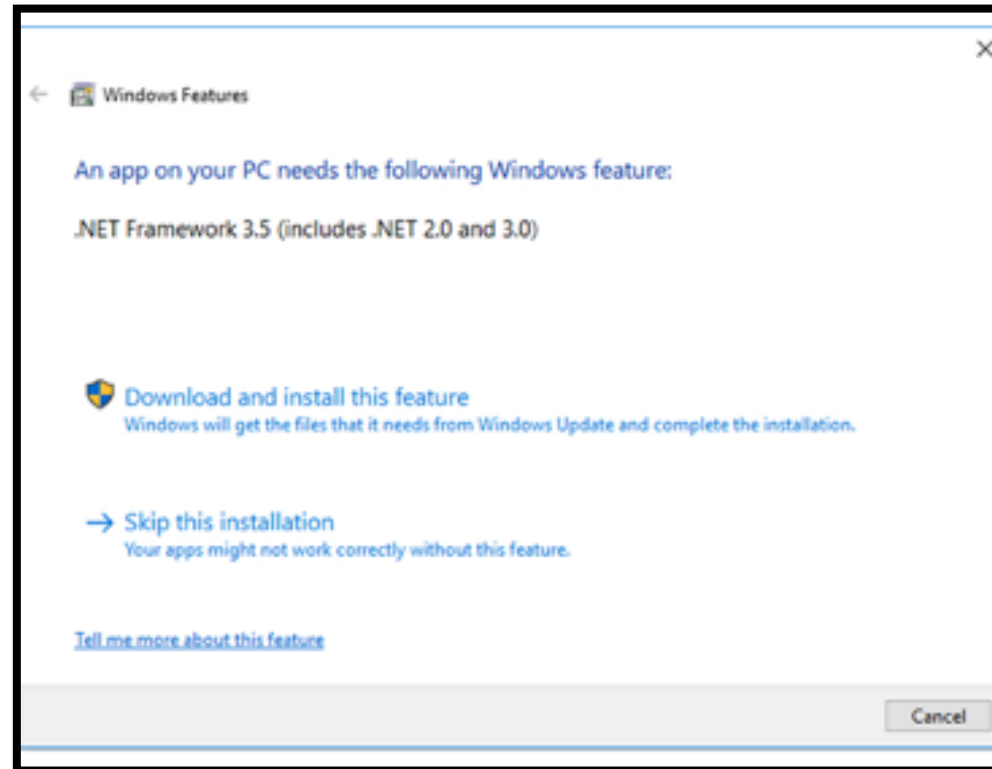 Windows Features
An app on your PC needs the following Windows feature:
.NET Framework 3.5 (includes .NET 2.0 and 3.0)
Download and install this feature
Windows will get the files that it needs from Windows Update and complete the installation.
Skip this installation
Your apps might not work correctly without this feature.
Tell me more about this feature
Cancel